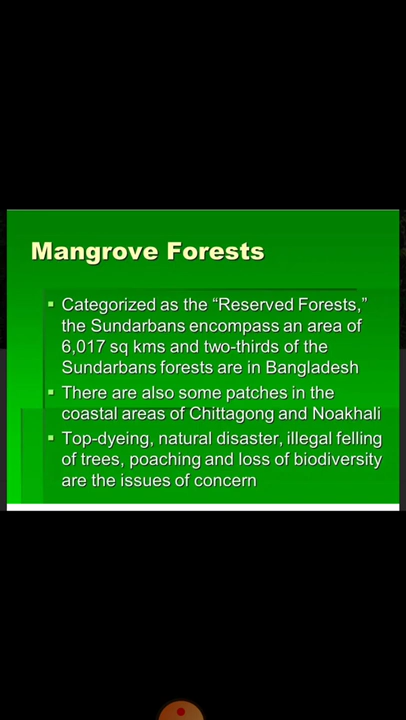 Mangrove Forests
▪ Categorized as the “Reserved Forests,”
the Sundarbans encompass an area of
6,017 sq kms and two-thirds of the
Sundarbans forests are in Bangladesh
▪ There are also some patches in the
coastal areas of Chittagong and Noakhali
▪ Top-dyeing, natural disaster, illegal felling
of trees, poaching and loss of biodiversity
are the issues of concern